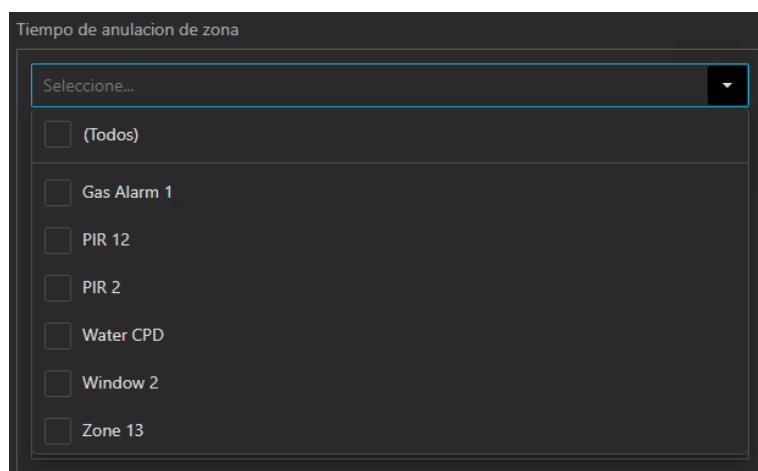 Tiempo de anulacion de zona
Seleccione...
(Todos)
Gas Alarm 1
PIR 12
PIR 2
Water CPD
Window 2
Zone 13